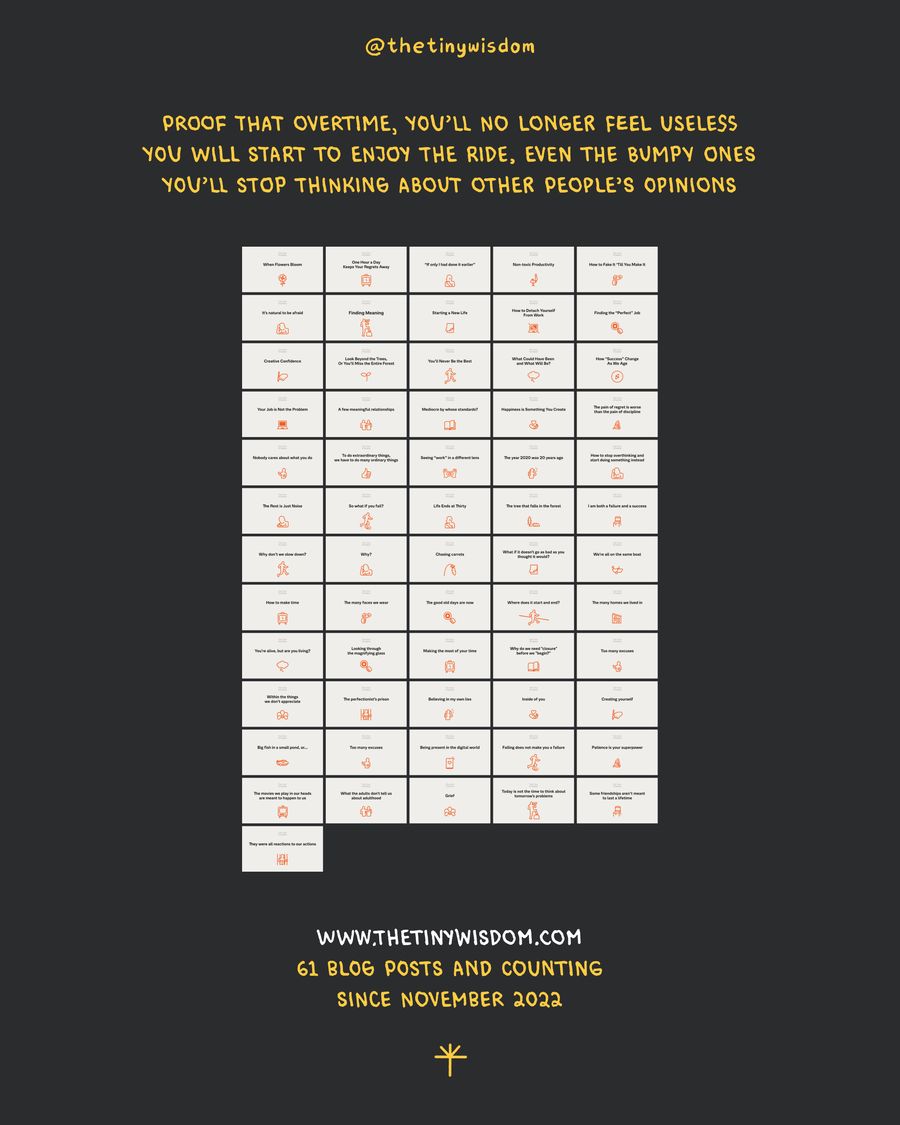 @thetinywisdom
PROOF THAT OVERTIME, YOU'LL NO LONGER FEEL USELESS
YOU WILL START TO ENJOY THE RIDE, EVEN THE BUMPY ONES
YOU'LL STOP THINKING ABOUT OTHER PEOPLE'S OPINIONS
When Flowers Bloom
One Hour a Day
Keeps Your Regrets Away
"If only I had done it earlier"
Non-toxic Productivity
How to Fake It 'Till You Make It
It's natural to be afraid
Finding Meaning
Starting a New Life
How to Detach Yourself
From Work
Finding the "Perfect" Job
Creative Confidence
Look Beyond the Trees,
Or You'll Miss the Entire Forest
You'll Never Be the Best
What Could Have Been
and What Will Be?
How "Success" Change
As We Age
Your Job is Not the Problem
A few meaningful relationships
Mediocre by whose standards?
Happiness is Something You Create
The pain of regret is worse
than the pain of discipline
Nobody cares about what you do
To do extraordinary things,
we have to do many ordinary things
Seeing "work" in a different lens
The year 2020 was 20 years ago
How to stop overthinking and
start doing something instead
The Rest is Just Noise
So what if you fail?
Life Ends at Thirty
The tree that falls in the forest
I am both a failure and a success
Why don't we slow down?
Why?
Chasing carrots
What if it doesn't go as bad as you
thought it would?
We're all on the same boat
How to make time
The many faces we wear
The good old days are now
Where does it start and end?
The many homes we lived in
You're alive, but are you living?
Looking through
the magnifying glass
Making the most of your time
Why do we need "closure"
before we "begin?"
Too many excuses
Within the things
we don't appreciate
The perfectionist's prison
Believing in my own lies
Inside of you
Creating yourself
Big fish in a small pond, or...
Too many excuses
Being present in the digital world
Failing does not make you a failure
Patience is your superpower
The movies we play in our heads
are meant to happen to us
What the adults don't tell us
about adulthood
Grief
Today is not the time to think about
tomorrow's problems
Some friendships aren't meant
to last a lifetime
They were all reactions to our actions
WWW.THETINYWISDOM.COM
61 BLOG POSTS AND COUNTING
SINCE NOVEMBER 2022